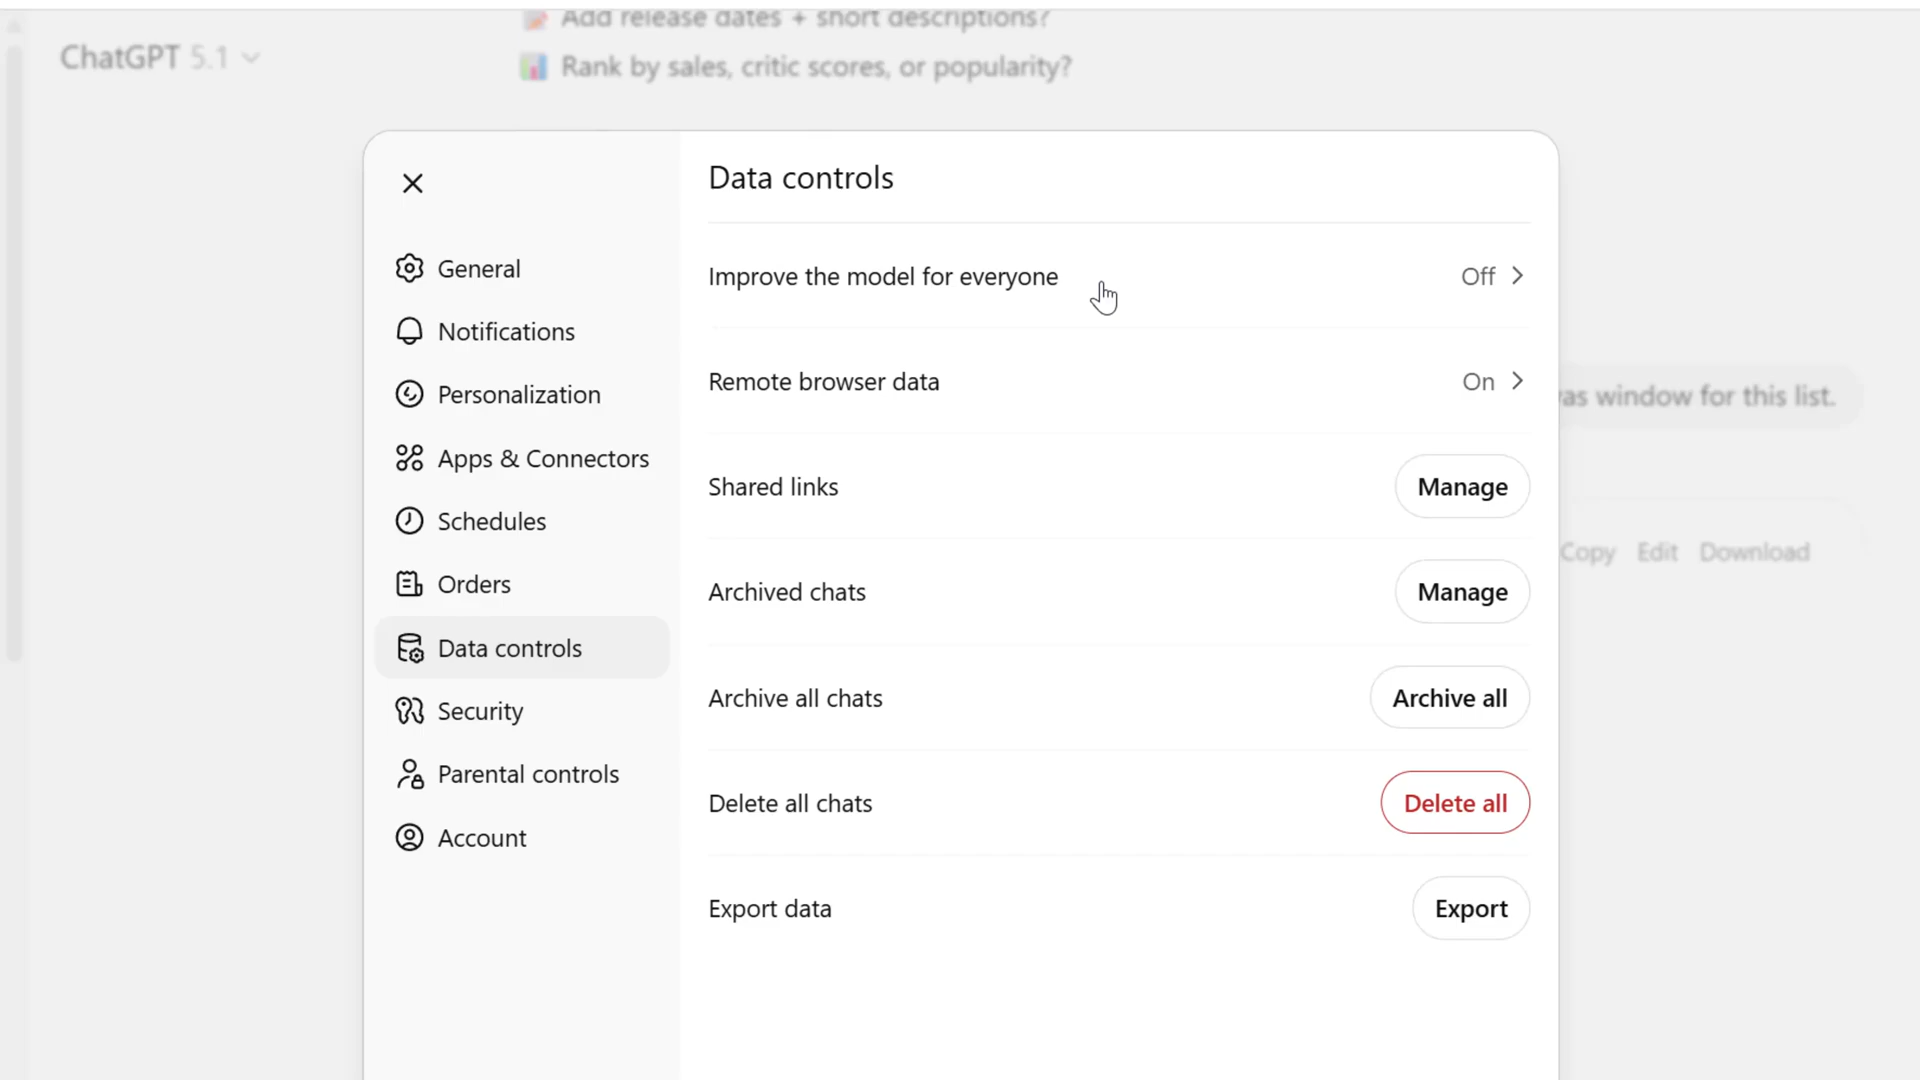 Add release dates + short descriptions?
ChatGPT 5.1
Rank by sales, critic scores, or popularity?
Data controls
General
Notifications
Personalization
Apps & Connectors
Schedules
Orders
Data controls
Security
Parental controls
Account
Improve the model for everyone Off
Remote browser data On
Shared links Manage
Archived chats Manage
Archive all chats Archive all
Delete all chats Delete all
Export data Export
window for this list.
Copy Edit Download